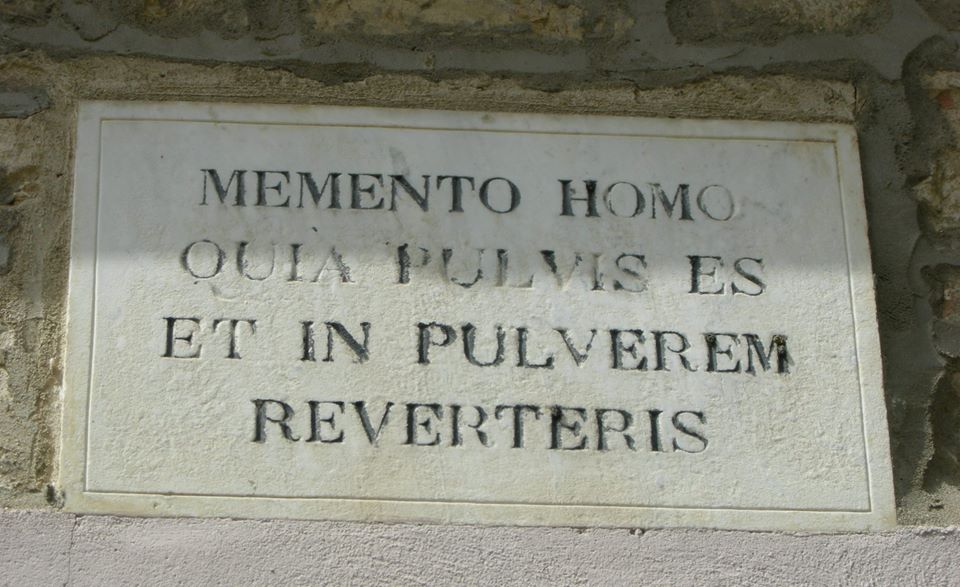 MEMENTO HOMO
QUIA PULVIS ES
ET IN PULVEREM
REVERTERIS